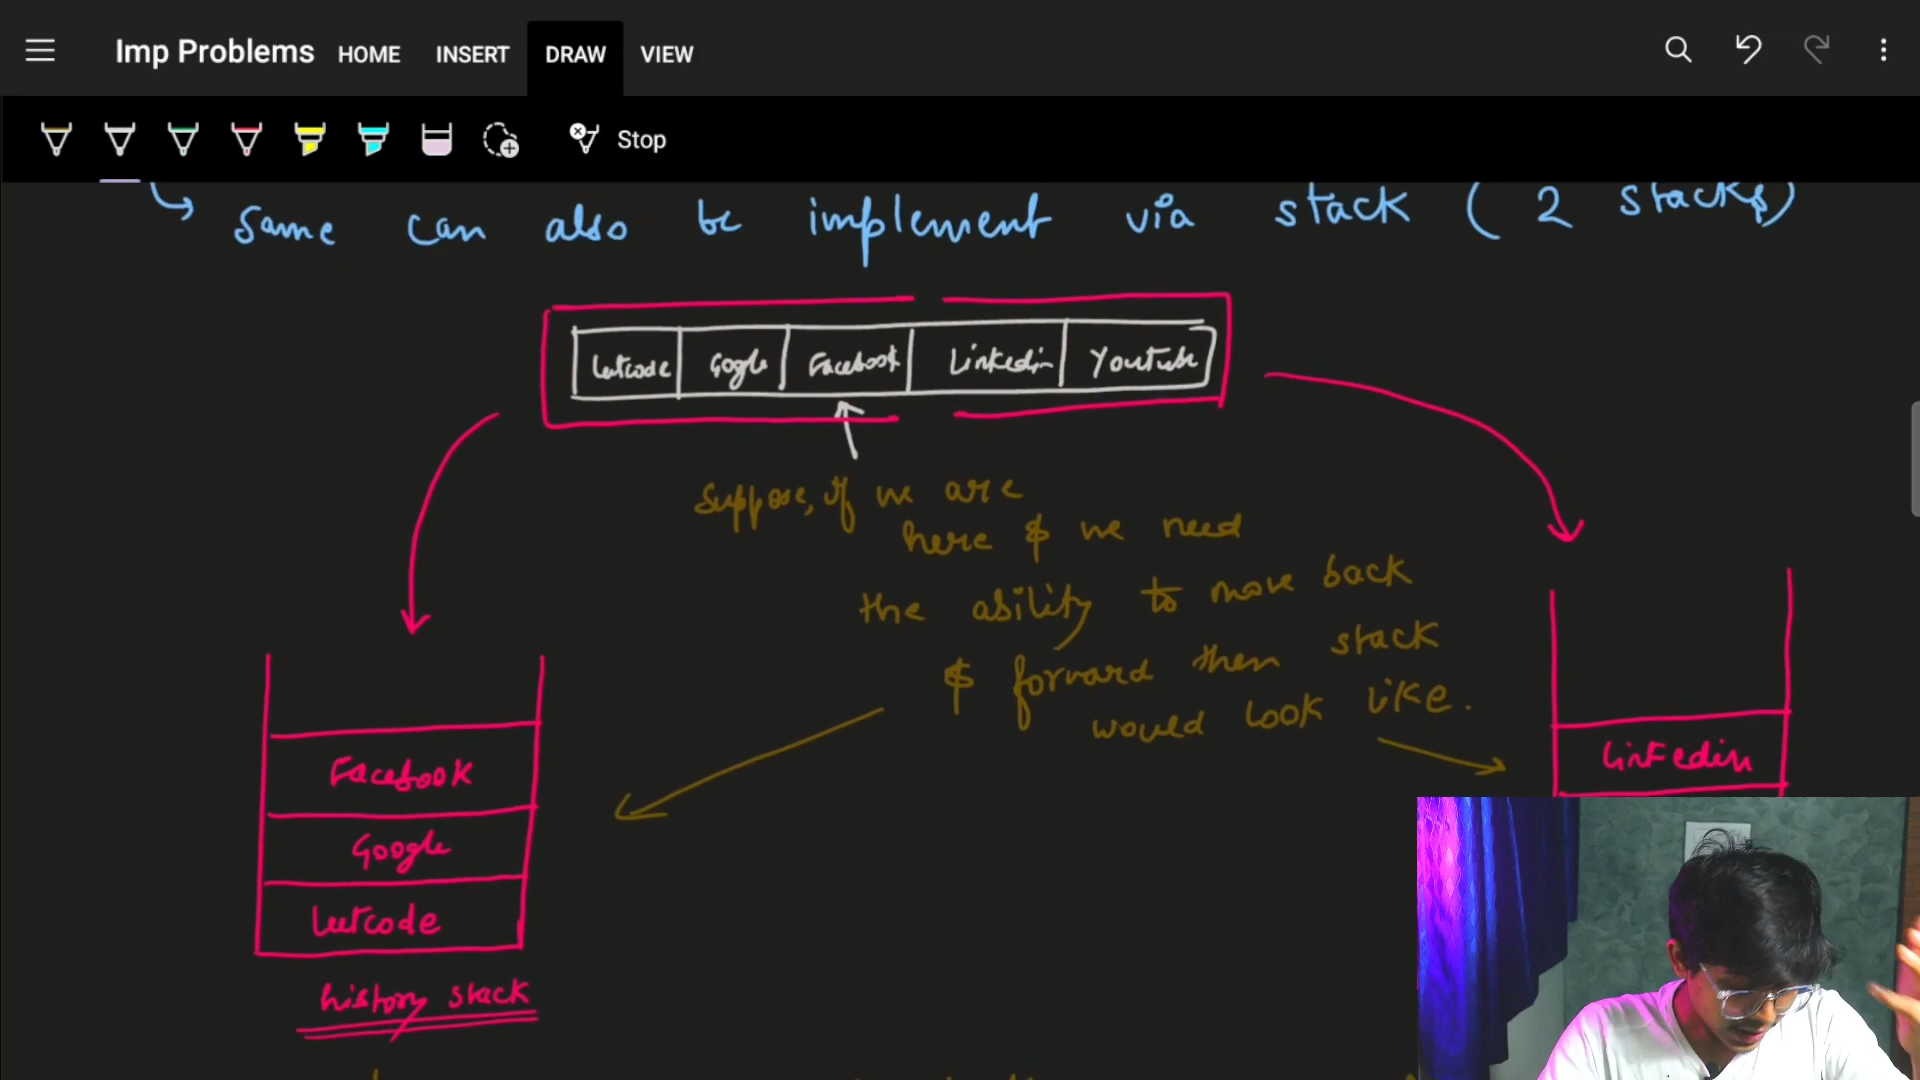 Imp Problems HOME INSERT DRAW VIEW
Stop
Same can also be implement via stack (2 stacks)
Leetcode Google Facebook Linkedin Youtube
Suppose, if we are
here & we need
the ability to move back
& forward then stack
would look like.
Facebook
Google
Leetcode
history stack
Linkedin